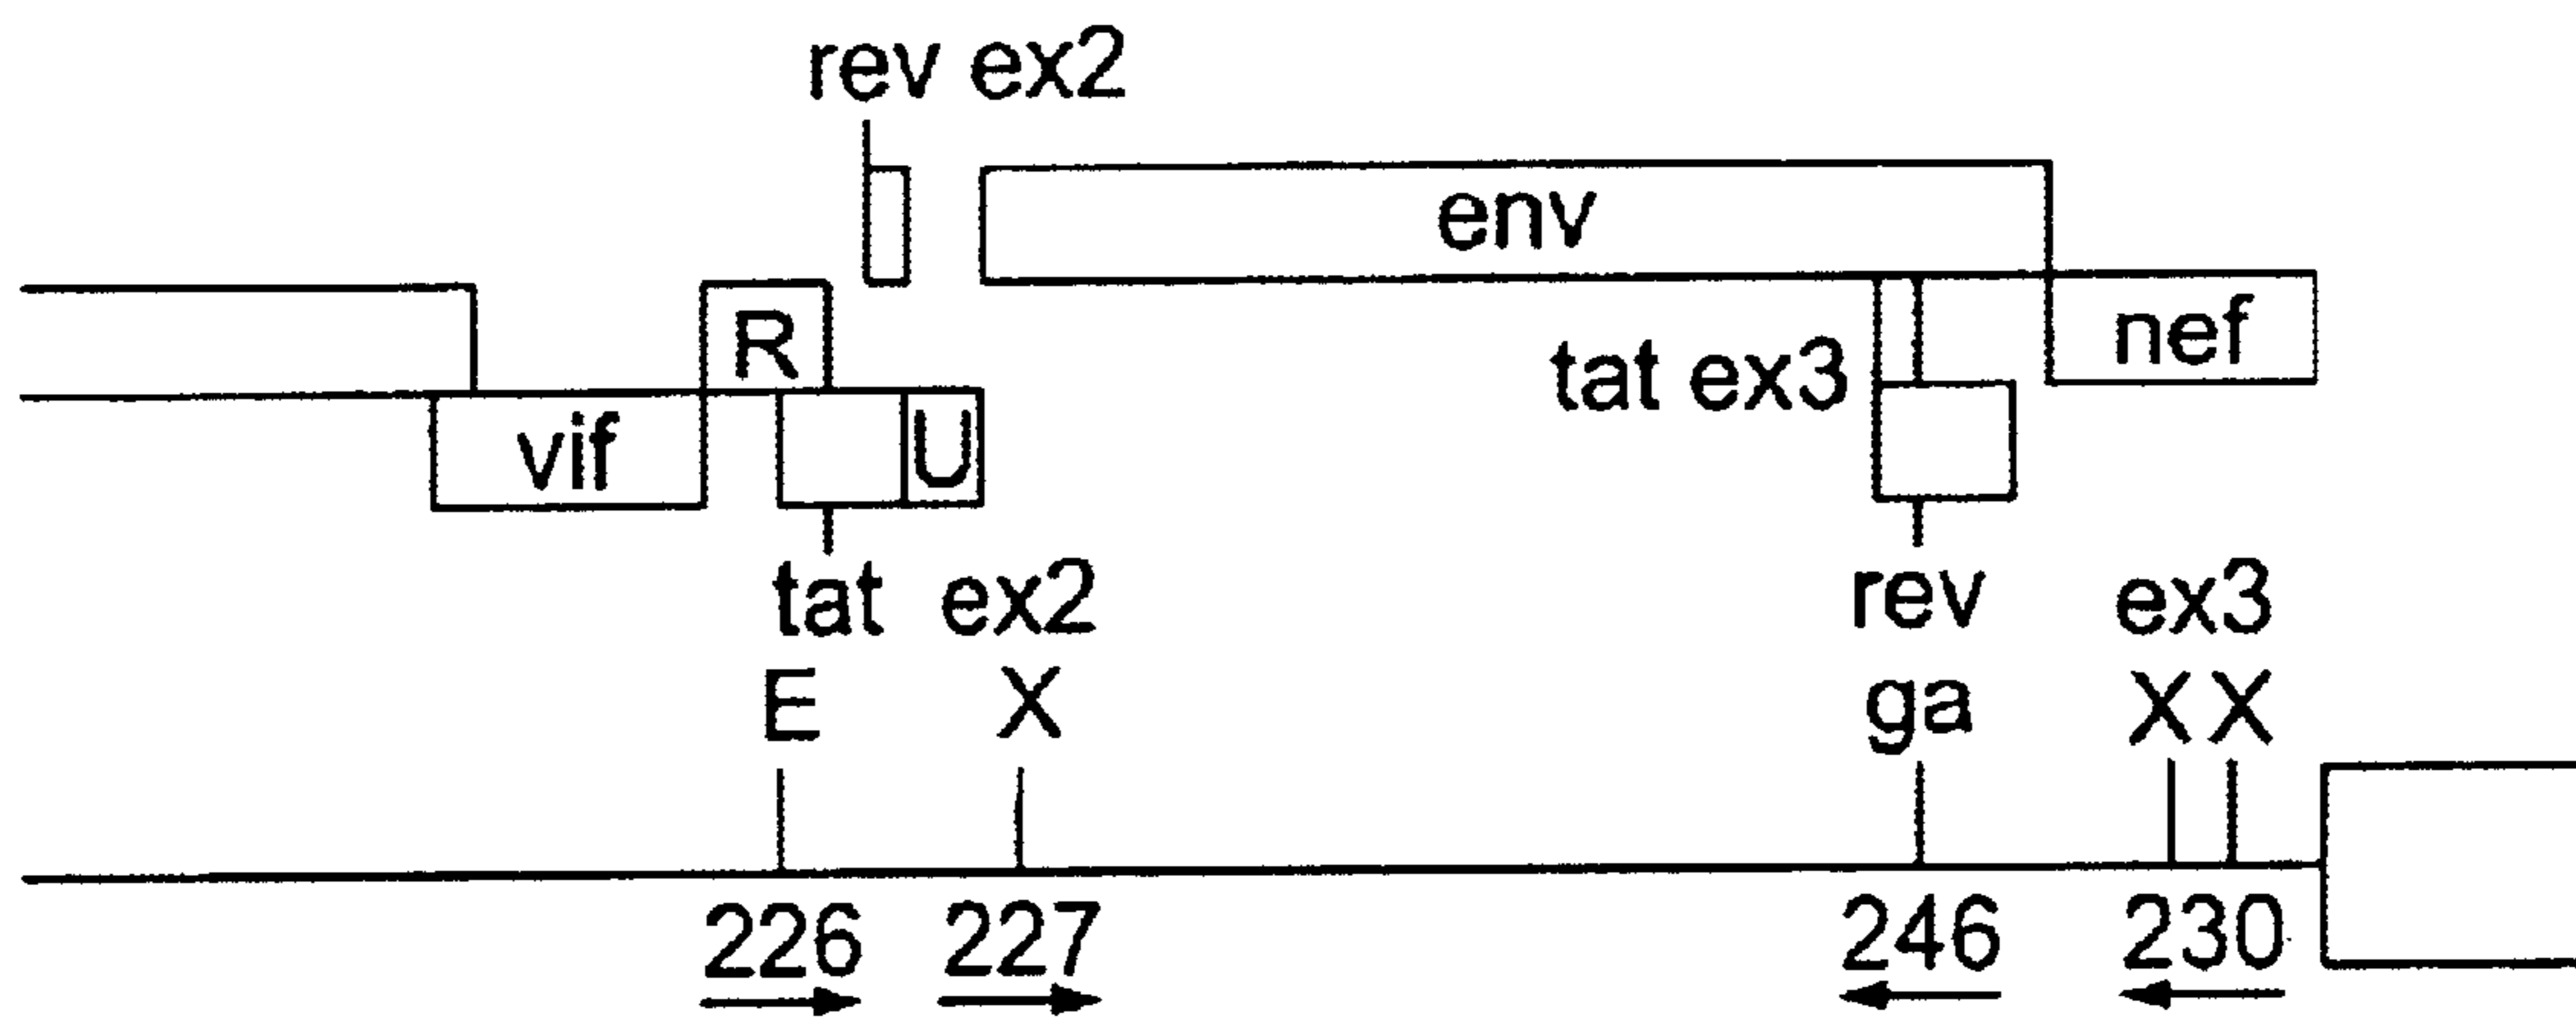 rev ex2
env
R
nef
tat ex3
vif
U
tat ex2
rev ex3
E X ga X X
226 227 246 230